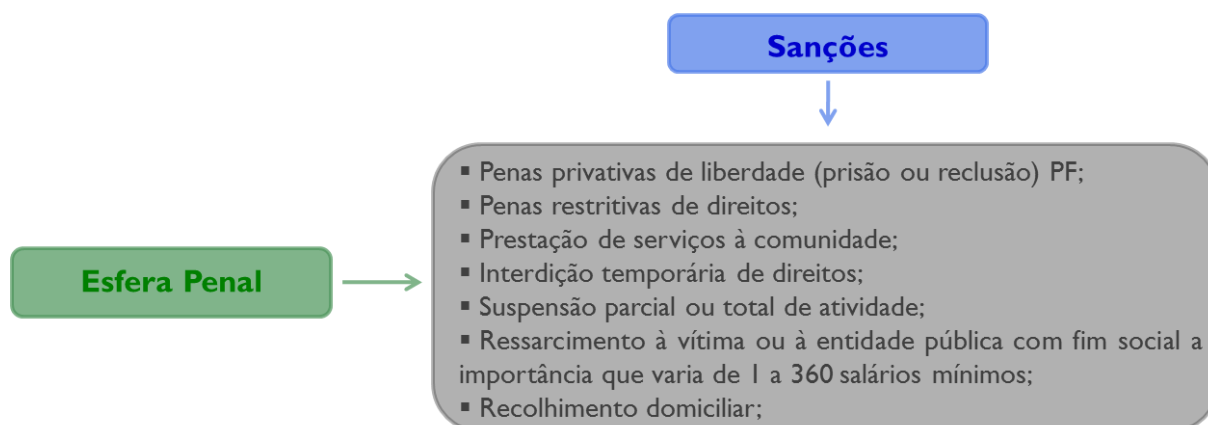 Sanções
▪ Penas privativas de liberdade (prisão ou reclusão) PF;
▪ Penas restritivas de direitos;
▪ Prestação de serviços à comunidade;
Esfera Penal
▪ Interdição temporária de direitos;
▪ Suspensão parcial ou total de atividade;
▪ Ressarcimento à vítima ou à entidade pública com fim social a
importância que varia de 1 a 360 salários mínimos;
▪ Recolhimento domiciliar;